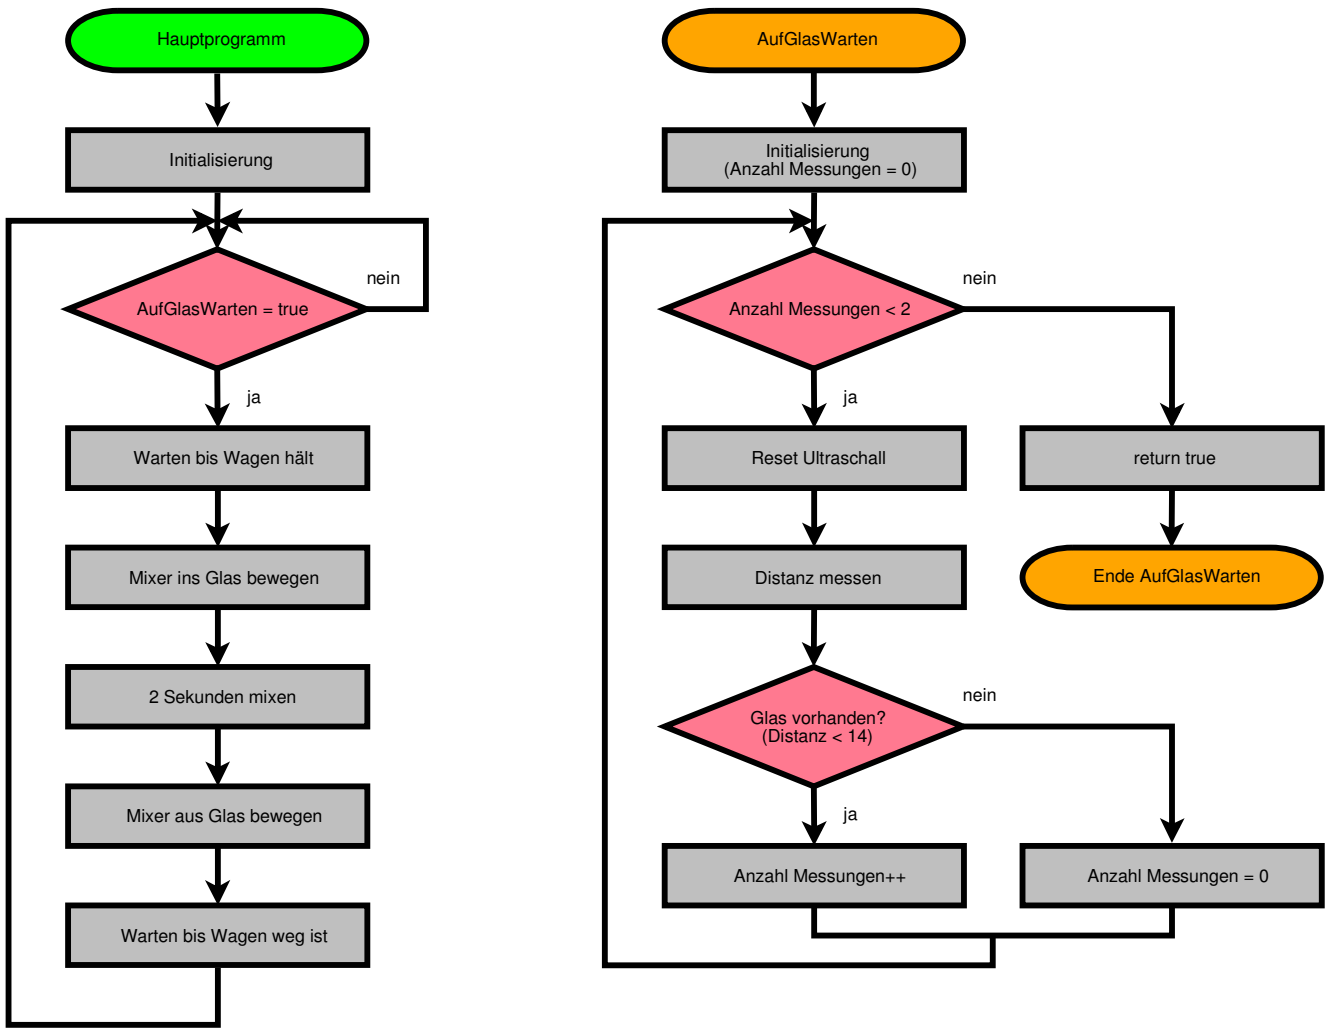 Hauptprogramm
Initialisierung
AufGlasWarten = true
nein
ja
Warten bis Wagen hält
Mixer ins Glas bewegen
2 Sekunden mixen
Mixer aus Glas bewegen
Warten bis Wagen weg ist
AufGlasWarten
Initialisierung
(Anzahl Messungen = 0)
Anzahl Messungen < 2
nein
ja
Reset Ultraschall
return true
Distanz messen
Ende AufGlasWarten
Glas vorhanden?
(Distanz < 14)
nein
ja
Anzahl Messungen++
Anzahl Messungen = 0